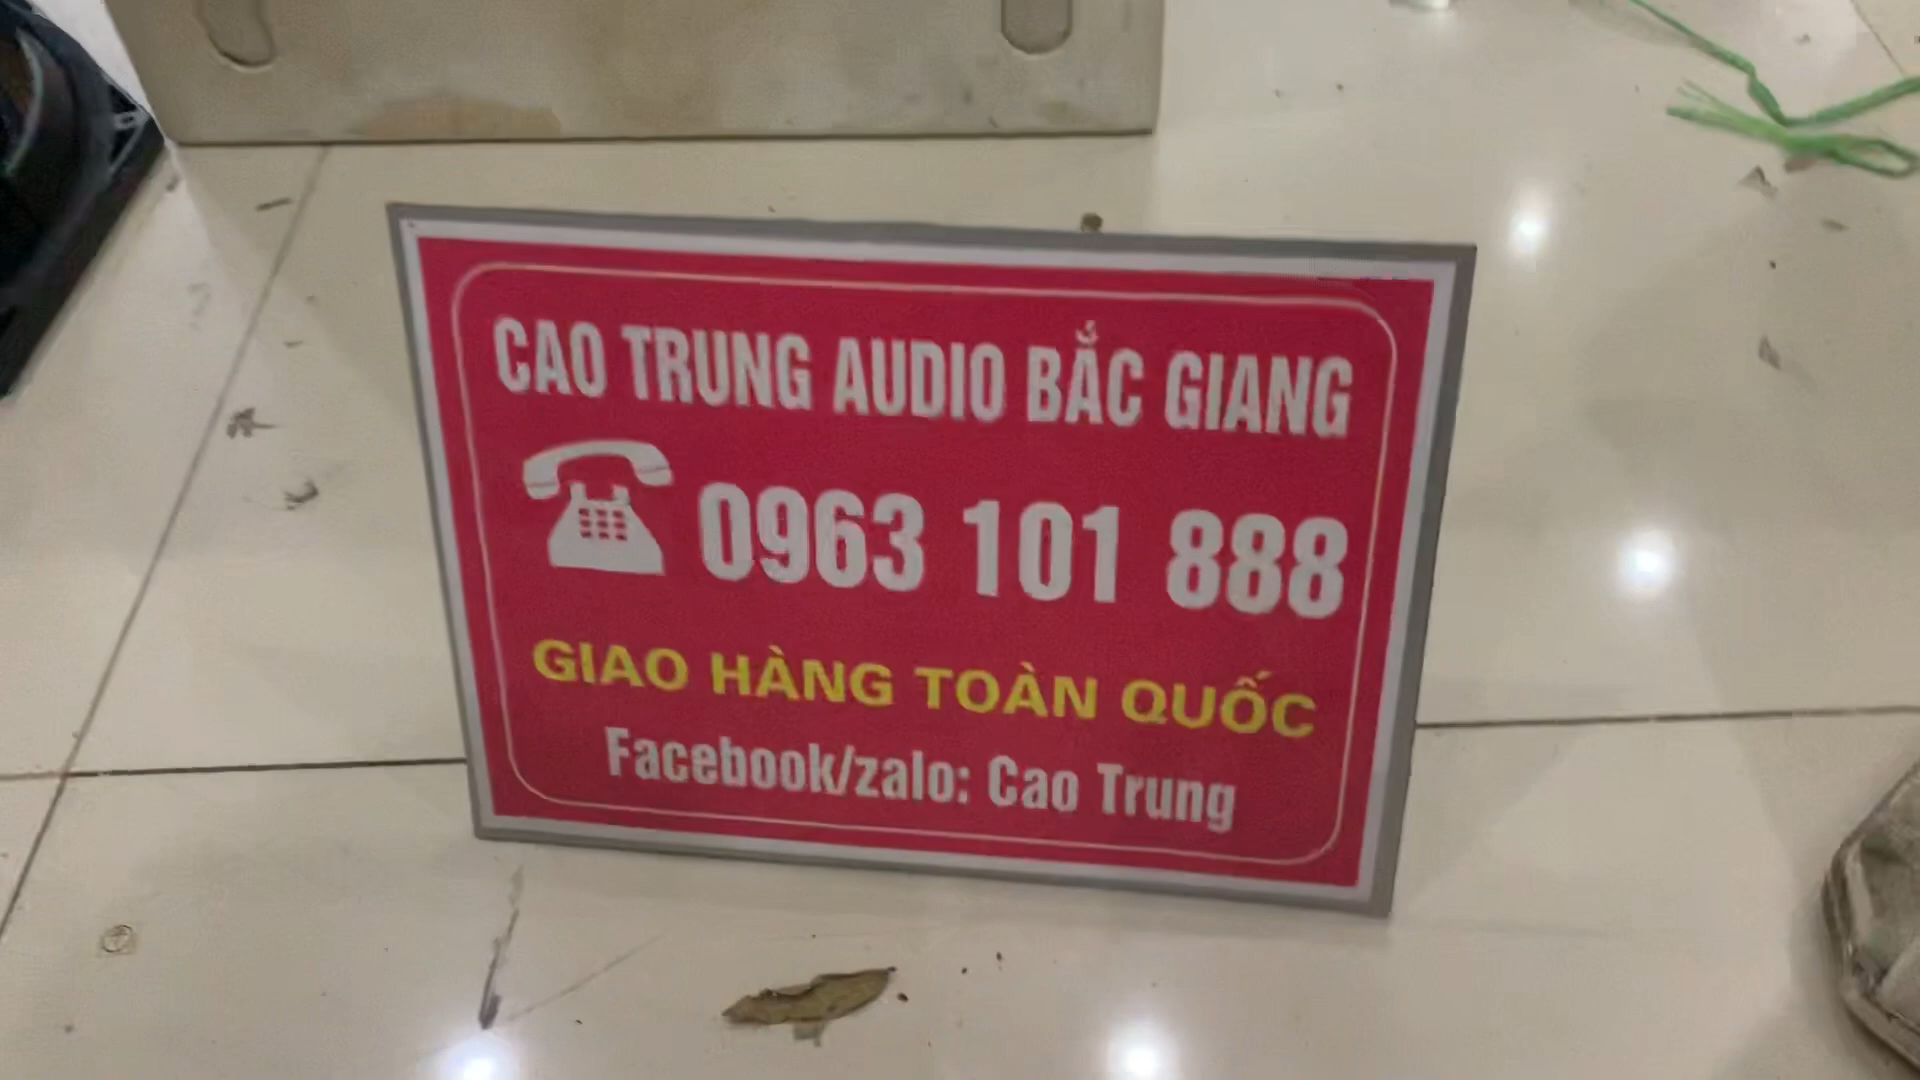 CAO TRUNG AUDIO BẮC GIANG
0963 101 888
GIAO HÀNG TOÀN QUỐC
Facebook/zalo: Cao Trung